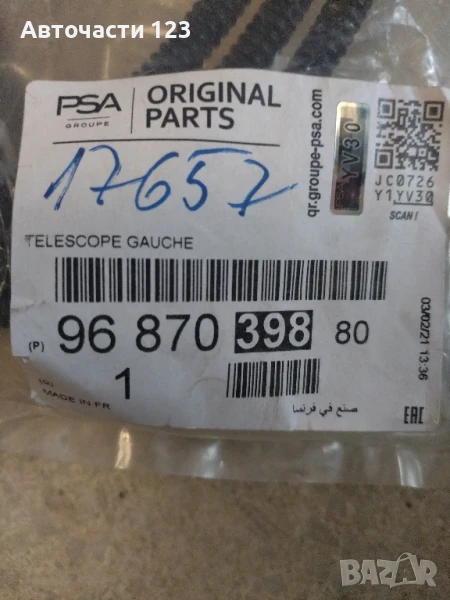 Авточасти 123
PSA
GROUPE
ORIGINAL
PARTS
17657
qr.groupe-psa.com
YV30
JC0726
Y1YV30
SCAN!
TELESCOPE GAUCHE
(P) 96 870 398 80
03/02/21 13:36
(Q) 1
MADE IN FR
صنع في فرنسا
EAC
BAZAR